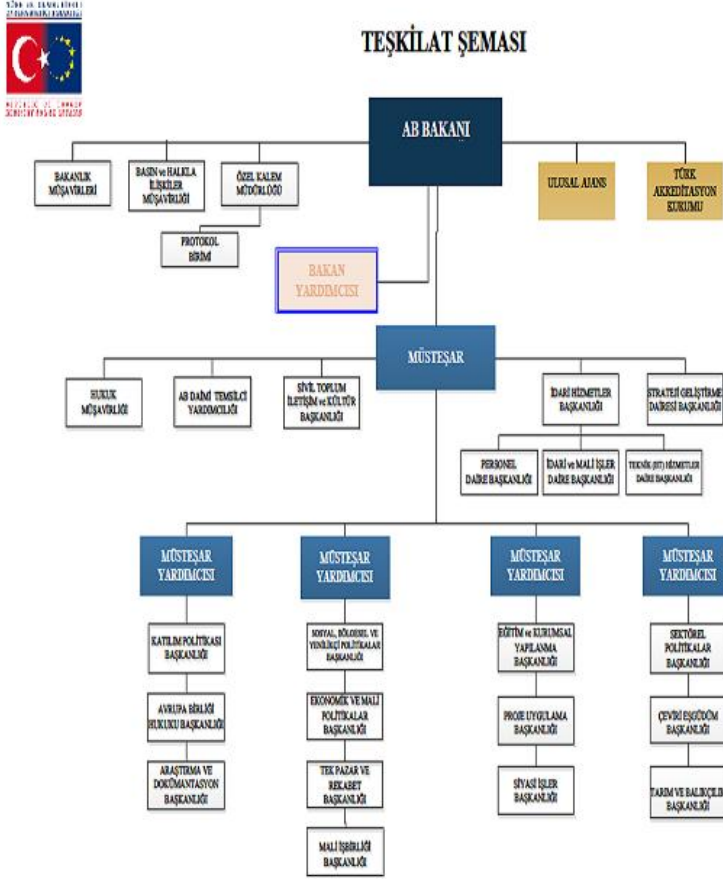 TEŞKİLAT ŞEMASI
AB BAKANI
BAKANLIK
MÜŞAVİRLERİ
BASIN ve HALKLA
İLİŞKİLER
MÜŞAVİRLİĞİ
ÖZEL KALEM
MÜDÜRLÜĞÜ
PROTOKOL
BİRİMİ
ULUSAL AJANS
TÜRK
AKREDİTASYON
KURUMU
BAKAN
YARDIMCISI
MÜSTEŞAR
HUKUK
MÜŞAVİRLİĞİ
AB DAİMİ TEMSİLCİ
YARDIMCILIĞI
SİVİL TOPLUM
İLETİŞİM ve KÜLTÜR
BAŞKANLIĞI
İDARİ HİZMETLER
BAŞKANLIĞI
STRATEJİ GELİŞTİRME
DAİRESİ BAŞKANLIĞI
PERSONEL
DAİRE BAŞKANLIĞI
İDARİ ve MALİ İŞLER
DAİRE BAŞKANLIĞI
TEKNİK (BT) HİZMETLER
DAİRE BAŞKANLIĞI
MÜSTEŞAR
YARDIMCISI
KATILIM POLİTİKASI
BAŞKANLIĞI
AVRUPA BİRLİĞİ
HUKUKU BAŞKANLIĞI
ARAŞTIRMA VE
DOKÜMANTASYON
BAŞKANLIĞI
MÜSTEŞAR
YARDIMCISI
SOSYAL, BÖLGESEL VE
YENİLİKÇİ POLİTİKALAR
BAŞKANLIĞI
EKONOMİK VE MALİ
POLİTİKALAR
BAŞKANLIĞI
TEK PAZAR VE
REKABET
BAŞKANLIĞI
MALİ İŞBİRLİĞİ
BAŞKANLIĞI
MÜSTEŞAR
YARDIMCISI
EĞİTİM ve KURUMSAL
YAPILANMA
BAŞKANLIĞI
PROJE UYGULAMA
BAŞKANLIĞI
SİYASİ İŞLER
BAŞKANLIĞI
MÜSTEŞAR
YARDIMCISI
SEKTÖREL
POLİTİKALAR
BAŞKANLIĞI
ÇEVİRİ EŞGÜDÜM
BAŞKANLIĞI
TARIM VE BALIKÇILIK
BAŞKANLIĞI